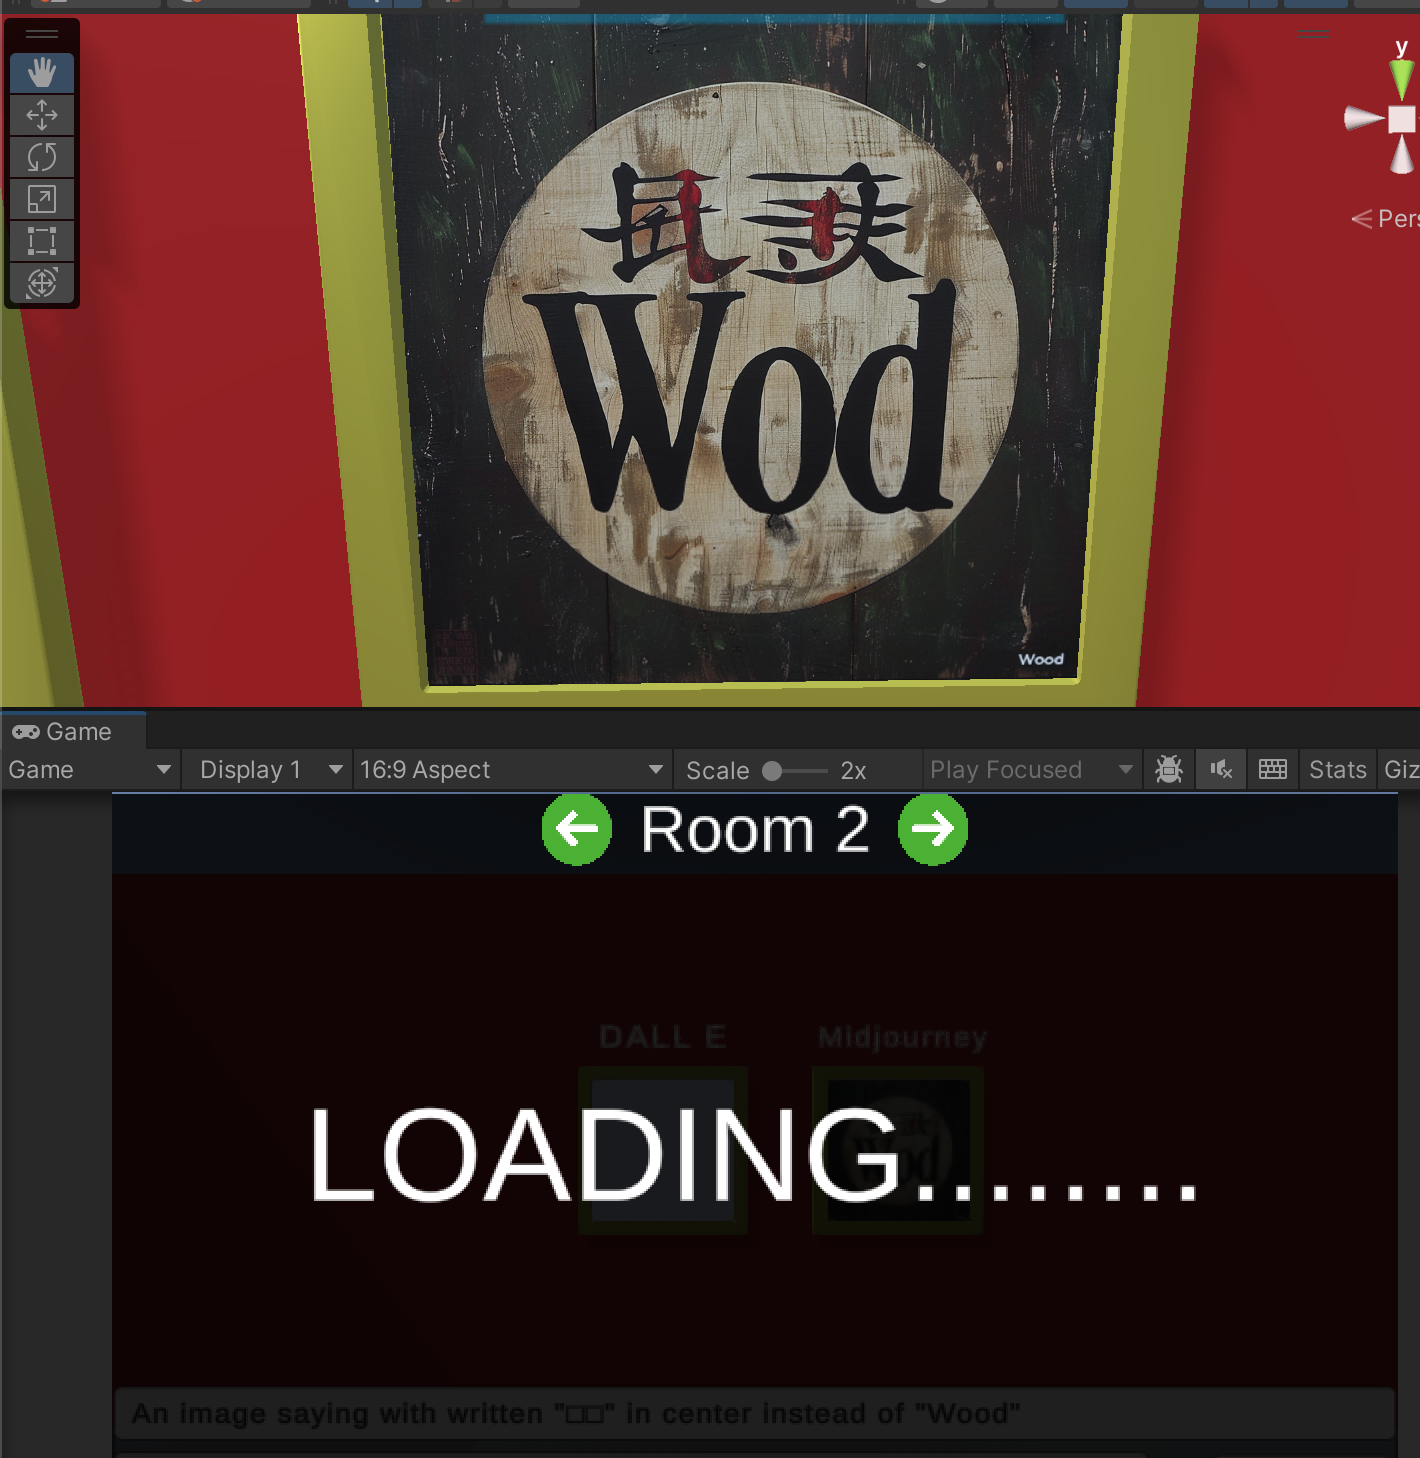 y
Pers
Wod
Wood
Game
Game Display 1 16:9 Aspect Scale 2x Play Focused Stats Giz
← Room 2 →
DALL E Midjourney
LOADING........
An image saying with written "□□" in center instead of "Wood"